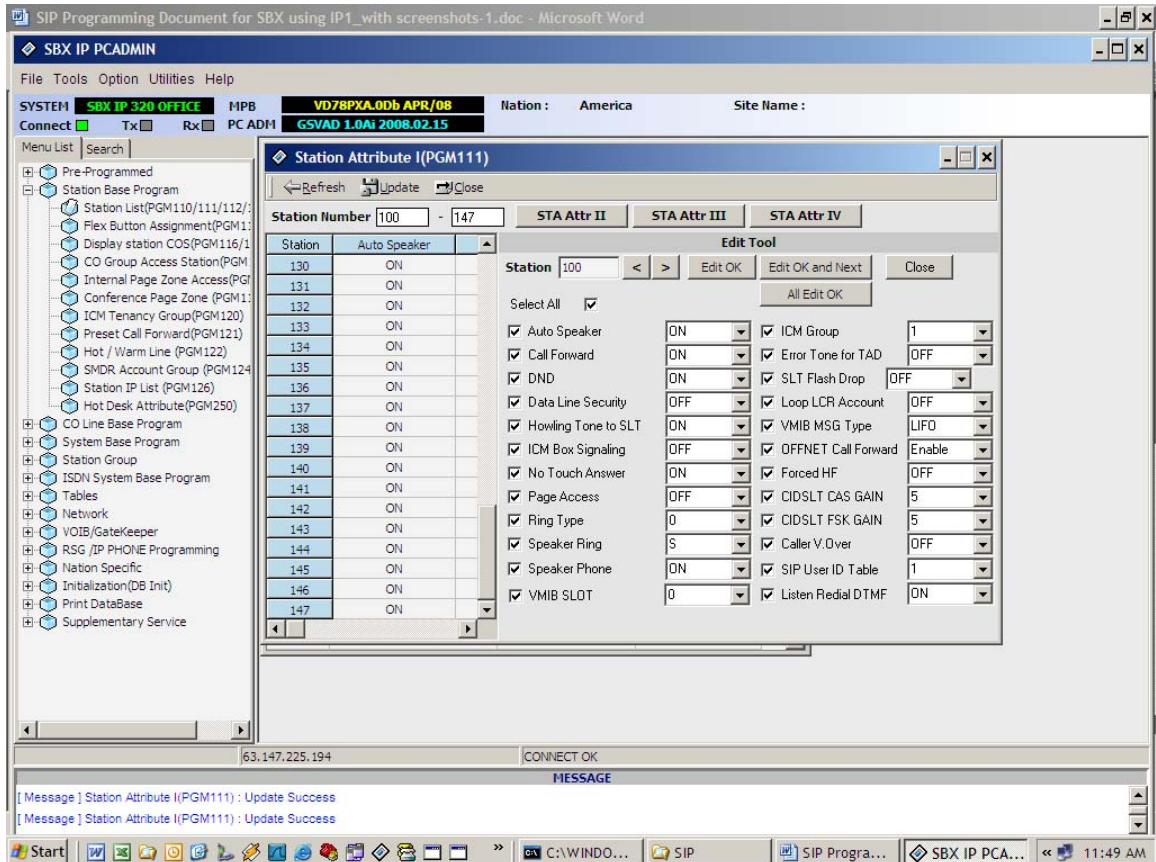 SIP Programming Document for SBX using IP1_with screenshots-1.doc - Microsoft Word
SBX IP PCADMIN
File Tools Option Utilities Help
SYSTEM SBX IP 320 OFFICE MPB VD78PXA.0Db APR/08 Nation : America Site Name :
Connect Tx Rx PC ADM GSVAD 1.0Ai 2008.02.15
Menu List Search
Pre-Programmed
Station Base Program
Station List(PGM110/111/112/
Flex Button Assignment(PGM1
Display station COS(PGM116/1
CO Group Access Station(PGM
Internal Page Zone Access(PG
Conference Page Zone (PGM1
ICM Tenancy Group(PGM120)
Preset Call Forward(PGM121)
Hot / Warm Line (PGM122)
SMDR Account Group (PGM124
Station IP List (PGM126)
Hot Desk Attribute(PGM250)
CO Line Base Program
System Base Program
Station Group
ISDN System Base Program
Tables
Network
VOIB/GateKeeper
RSG /IP PHONE Programming
Nation Specific
Initialization(DB Init)
Print DataBase
Supplementary Service
Station Attribute I(PGM111)
Refresh Update Close
Station Number 100 - 147 STA Attr II STA Attr III STA Attr IV
Station Auto Speaker
130 ON
131 ON
132 ON
133 ON
134 ON
135 ON
136 ON
137 ON
138 ON
139 ON
140 ON
141 ON
142 ON
143 ON
144 ON
145 ON
146 ON
147 ON
Edit Tool
Station 100 < > Edit OK Edit OK and Next Close
All Edit OK
Select All
Auto Speaker ON ICM Group 1
Call Forward ON Error Tone for TAD OFF
DND ON SLT Flash Drop OFF
Data Line Security OFF Loop LCR Account OFF
Howling Tone to SLT ON VMIB MSG Type LIFO
ICM Box Signaling OFF OFFNET Call Forward Enable
No Touch Answer ON Forced HF OFF
Page Access OFF CIDSLT CAS GAIN 5
Ring Type 0 CIDSLT FSK GAIN 5
Speaker Ring S Caller V.Over OFF
Speaker Phone ON SIP User ID Table 1
VMIB SLOT 0 Listen Redial DTMF ON
63.147.225.194 CONNECT OK
MESSAGE
[ Message ] Station Attribute I(PGM111) : Update Success
[ Message ] Station Attribute I(PGM111) : Update Success
Start » C:\WINDO... SIP SIP Progra... SBX IP PCA... « 11:49 AM